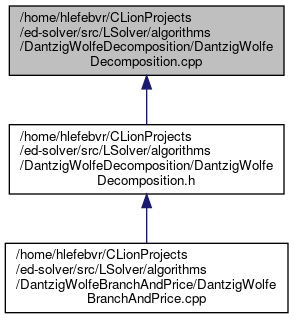 /home/hlefebvr/CLionProjects
/ed-solver/src/LSolver/algorithms
/DantzigWolfeDecomposition/DantzigWolfe
Decomposition.cpp
/home/hlefebvr/CLionProjects
/ed-solver/src/LSolver/algorithms
/DantzigWolfeDecomposition/DantzigWolfe
Decomposition.h
/home/hlefebvr/CLionProjects
/ed-solver/src/LSolver/algorithms
/DantzigWolfeBranchAndPrice/DantzigWolfe
BranchAndPrice.cpp